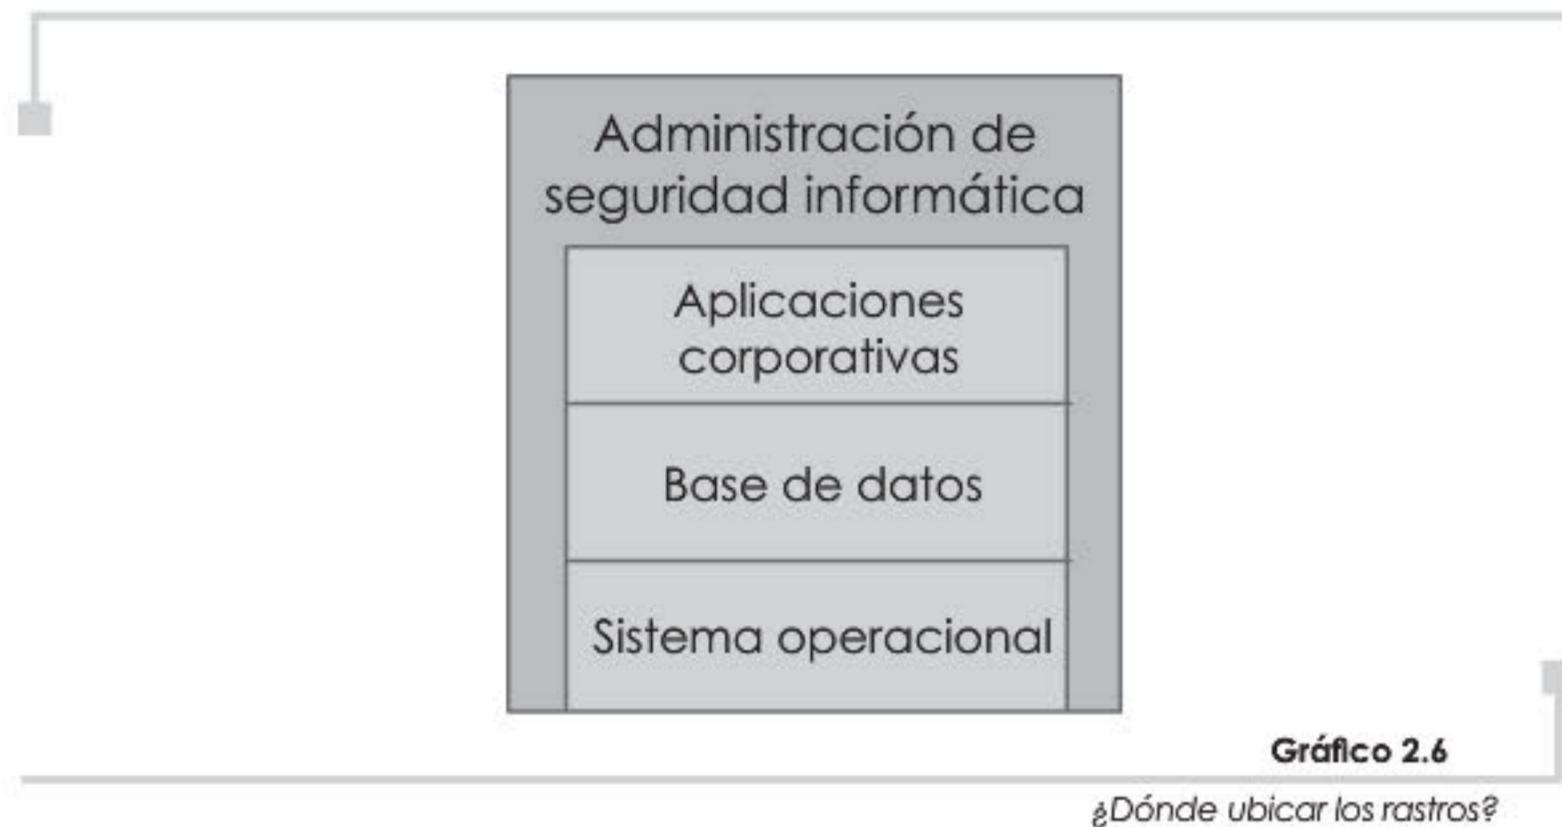 Administración de
seguridad informática
Aplicaciones
corporativas
Base de datos
Sistema operacional
Gráfico 2.6
¿Dónde ubicar los rastros?